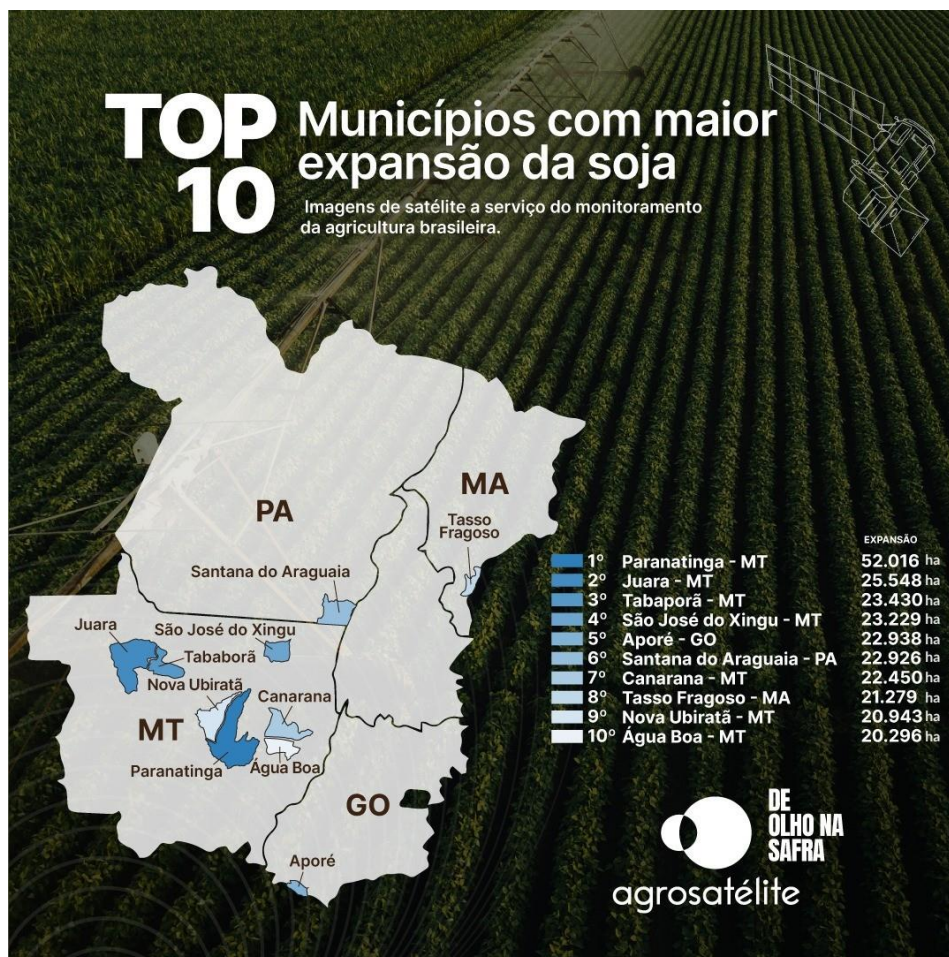 TOP
10
Municípios com maior
expansão da soja
Imagens de satélite a serviço do monitoramento
da agricultura brasileira.
PA
MA
Tasso
Fragoso
Santana do Araguaia
Juara
São José do Xingu
Tababorã
Nova Ubiratã
Canarana
MT
Paranatinga
Água Boa
GO
Aporé
EXPANSÃO
1º Paranatinga - MT 52.016 ha
2º Juara - MT 25.548 ha
3º Tabaporã - MT 23.430 ha
4º São José do Xingu - MT 23.229 ha
5º Aporé - GO 22.938 ha
6º Santana do Araguaia - PA 22.926 ha
7º Canarana - MT 22.450 ha
8º Tasso Fragoso - MA 21.279 ha
9º Nova Ubiratã - MT 20.943 ha
10º Água Boa - MT 20.296 ha
DE
OLHO NA
SAFRA
agrosatélite